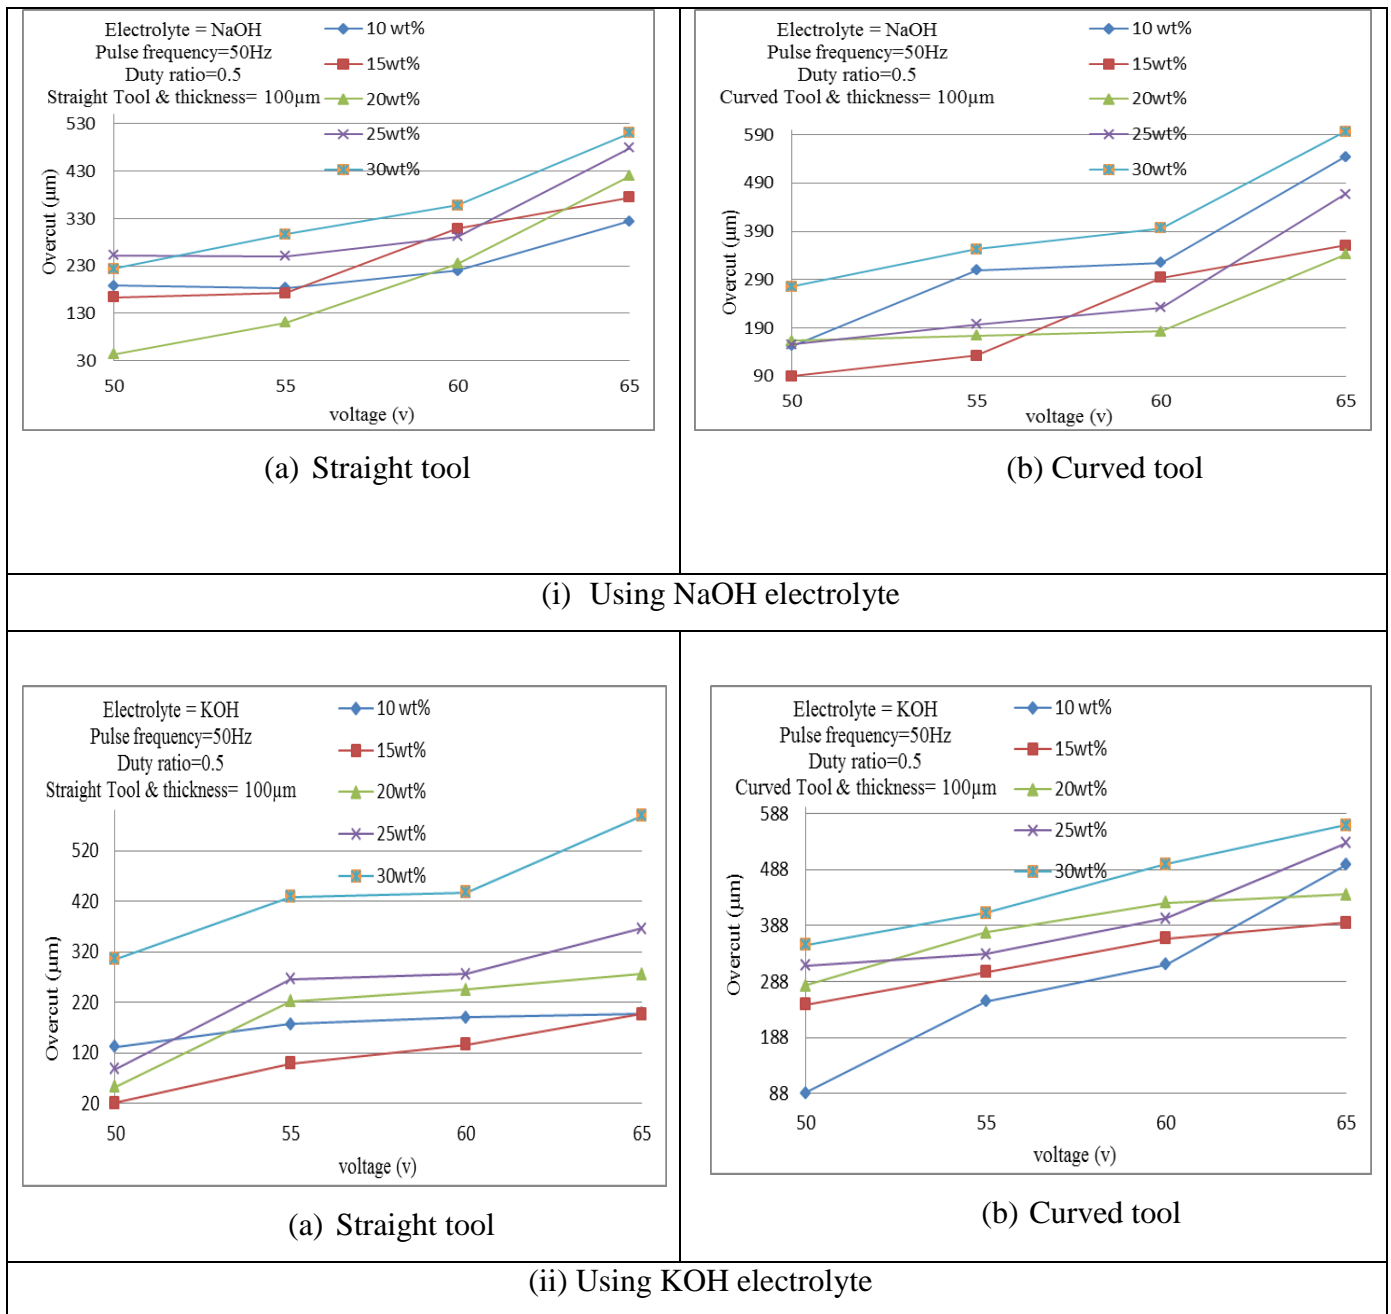 Electrolyte = NaOH
Pulse frequency=50Hz
Duty ratio=0.5
Straight Tool & thickness= 100µm
10 wt%
15wt%
20wt%
25wt%
30wt%
530
430
330
230
130
30
Overcut (µm)
50 55 60 65
voltage (v)
(a) Straight tool
Electrolyte = NaOH
Pulse frequency=50Hz
Duty ratio=0.5
Curved Tool & thickness= 100µm
10 wt%
15wt%
20wt%
25wt%
30wt%
590
490
390
290
190
90
Overcut (µm)
50 55 60 65
voltage (v)
(b) Curved tool
(i) Using NaOH electrolyte
Electrolyte = KOH
Pulse frequency=50Hz
Duty ratio=0.5
Straight Tool & thickness= 100µm
10 wt%
15wt%
20wt%
25wt%
30wt%
520
420
320
220
120
20
Overcut (µm)
50 55 60 65
voltage (v)
(a) Straight tool
Electrolyte = KOH
Pulse frequency=50Hz
Duty ratio=0.5
Curved Tool & thickness= 100µm
10 wt%
15wt%
20wt%
25wt%
30wt%
588
488
388
288
188
88
Overcut (µm)
50 55 60 65
voltage (v)
(b) Curved tool
(ii) Using KOH electrolyte